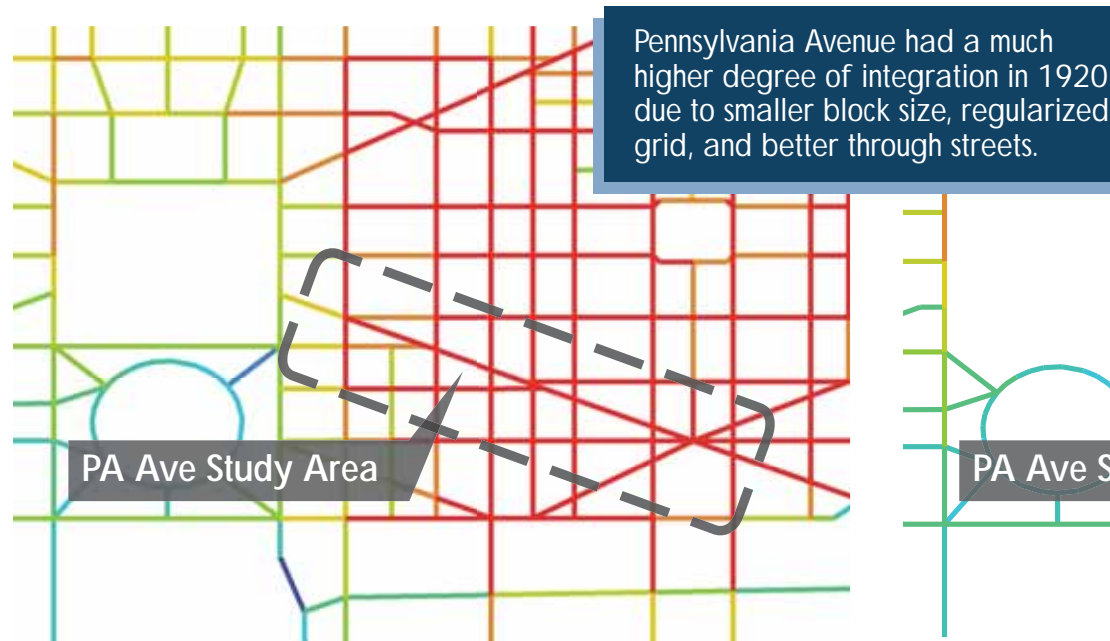 Pennsylvania Avenue had a much
higher degree of integration in 1920
due to smaller block size, regularized
grid, and better through streets.
PA Ave Study Area
PA Ave S